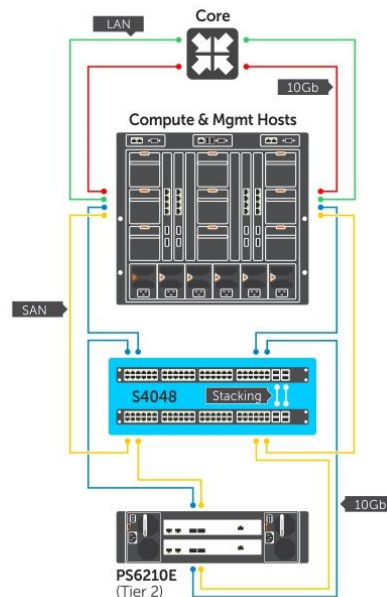 LAN
Core
10Gb
Compute & Mgmt Hosts
SAN
S4048
Stacking
10Gb
PS6210E
(Tier 2)